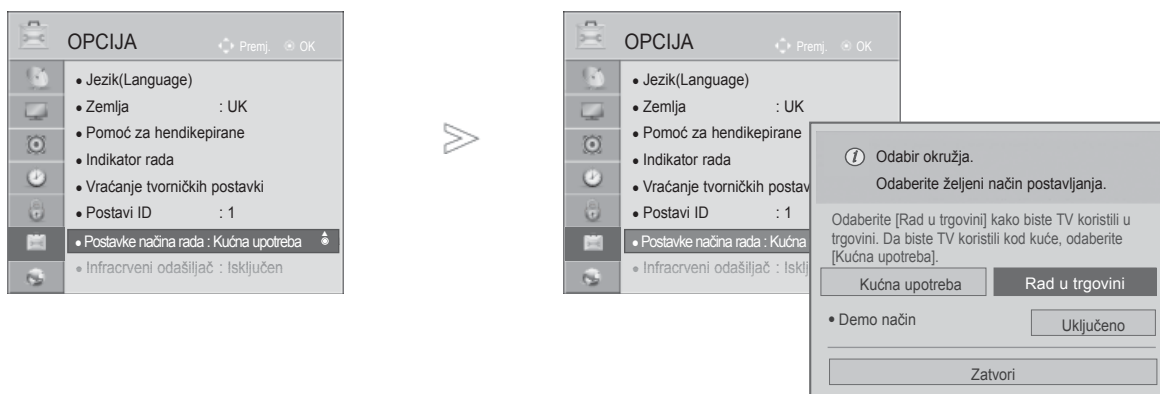 OPCIJA Premj. OK
• Jezik(Language)
• Zemlja : UK
• Pomoć za hendikepirane
• Indikator rada
• Vraćanje tvorničkih postavki
• Postavi ID : 1
• Postavke načina rada : Kućna upotreba
• Infracrveni odašiljač : Isključen
OPCIJA Premj. OK
• Jezik(Language)
• Zemlja : UK
• Pomoć za hendikepirane
• Indikator rada
• Vraćanje tvorničkih postav
• Postavi ID : 1
• Postavke načina rada : Kućna
• Infracrveni odašiljač : Isklj
Odabir okružja.
Odaberite željeni način postavljanja.
Odaberite [Rad u trgovini] kako biste TV koristili u
trgovini. Da biste TV koristili kod kuće, odaberite
[Kućna upotreba].
Kućna upotreba Rad u trgovini
• Demo način Uključeno
Zatvori